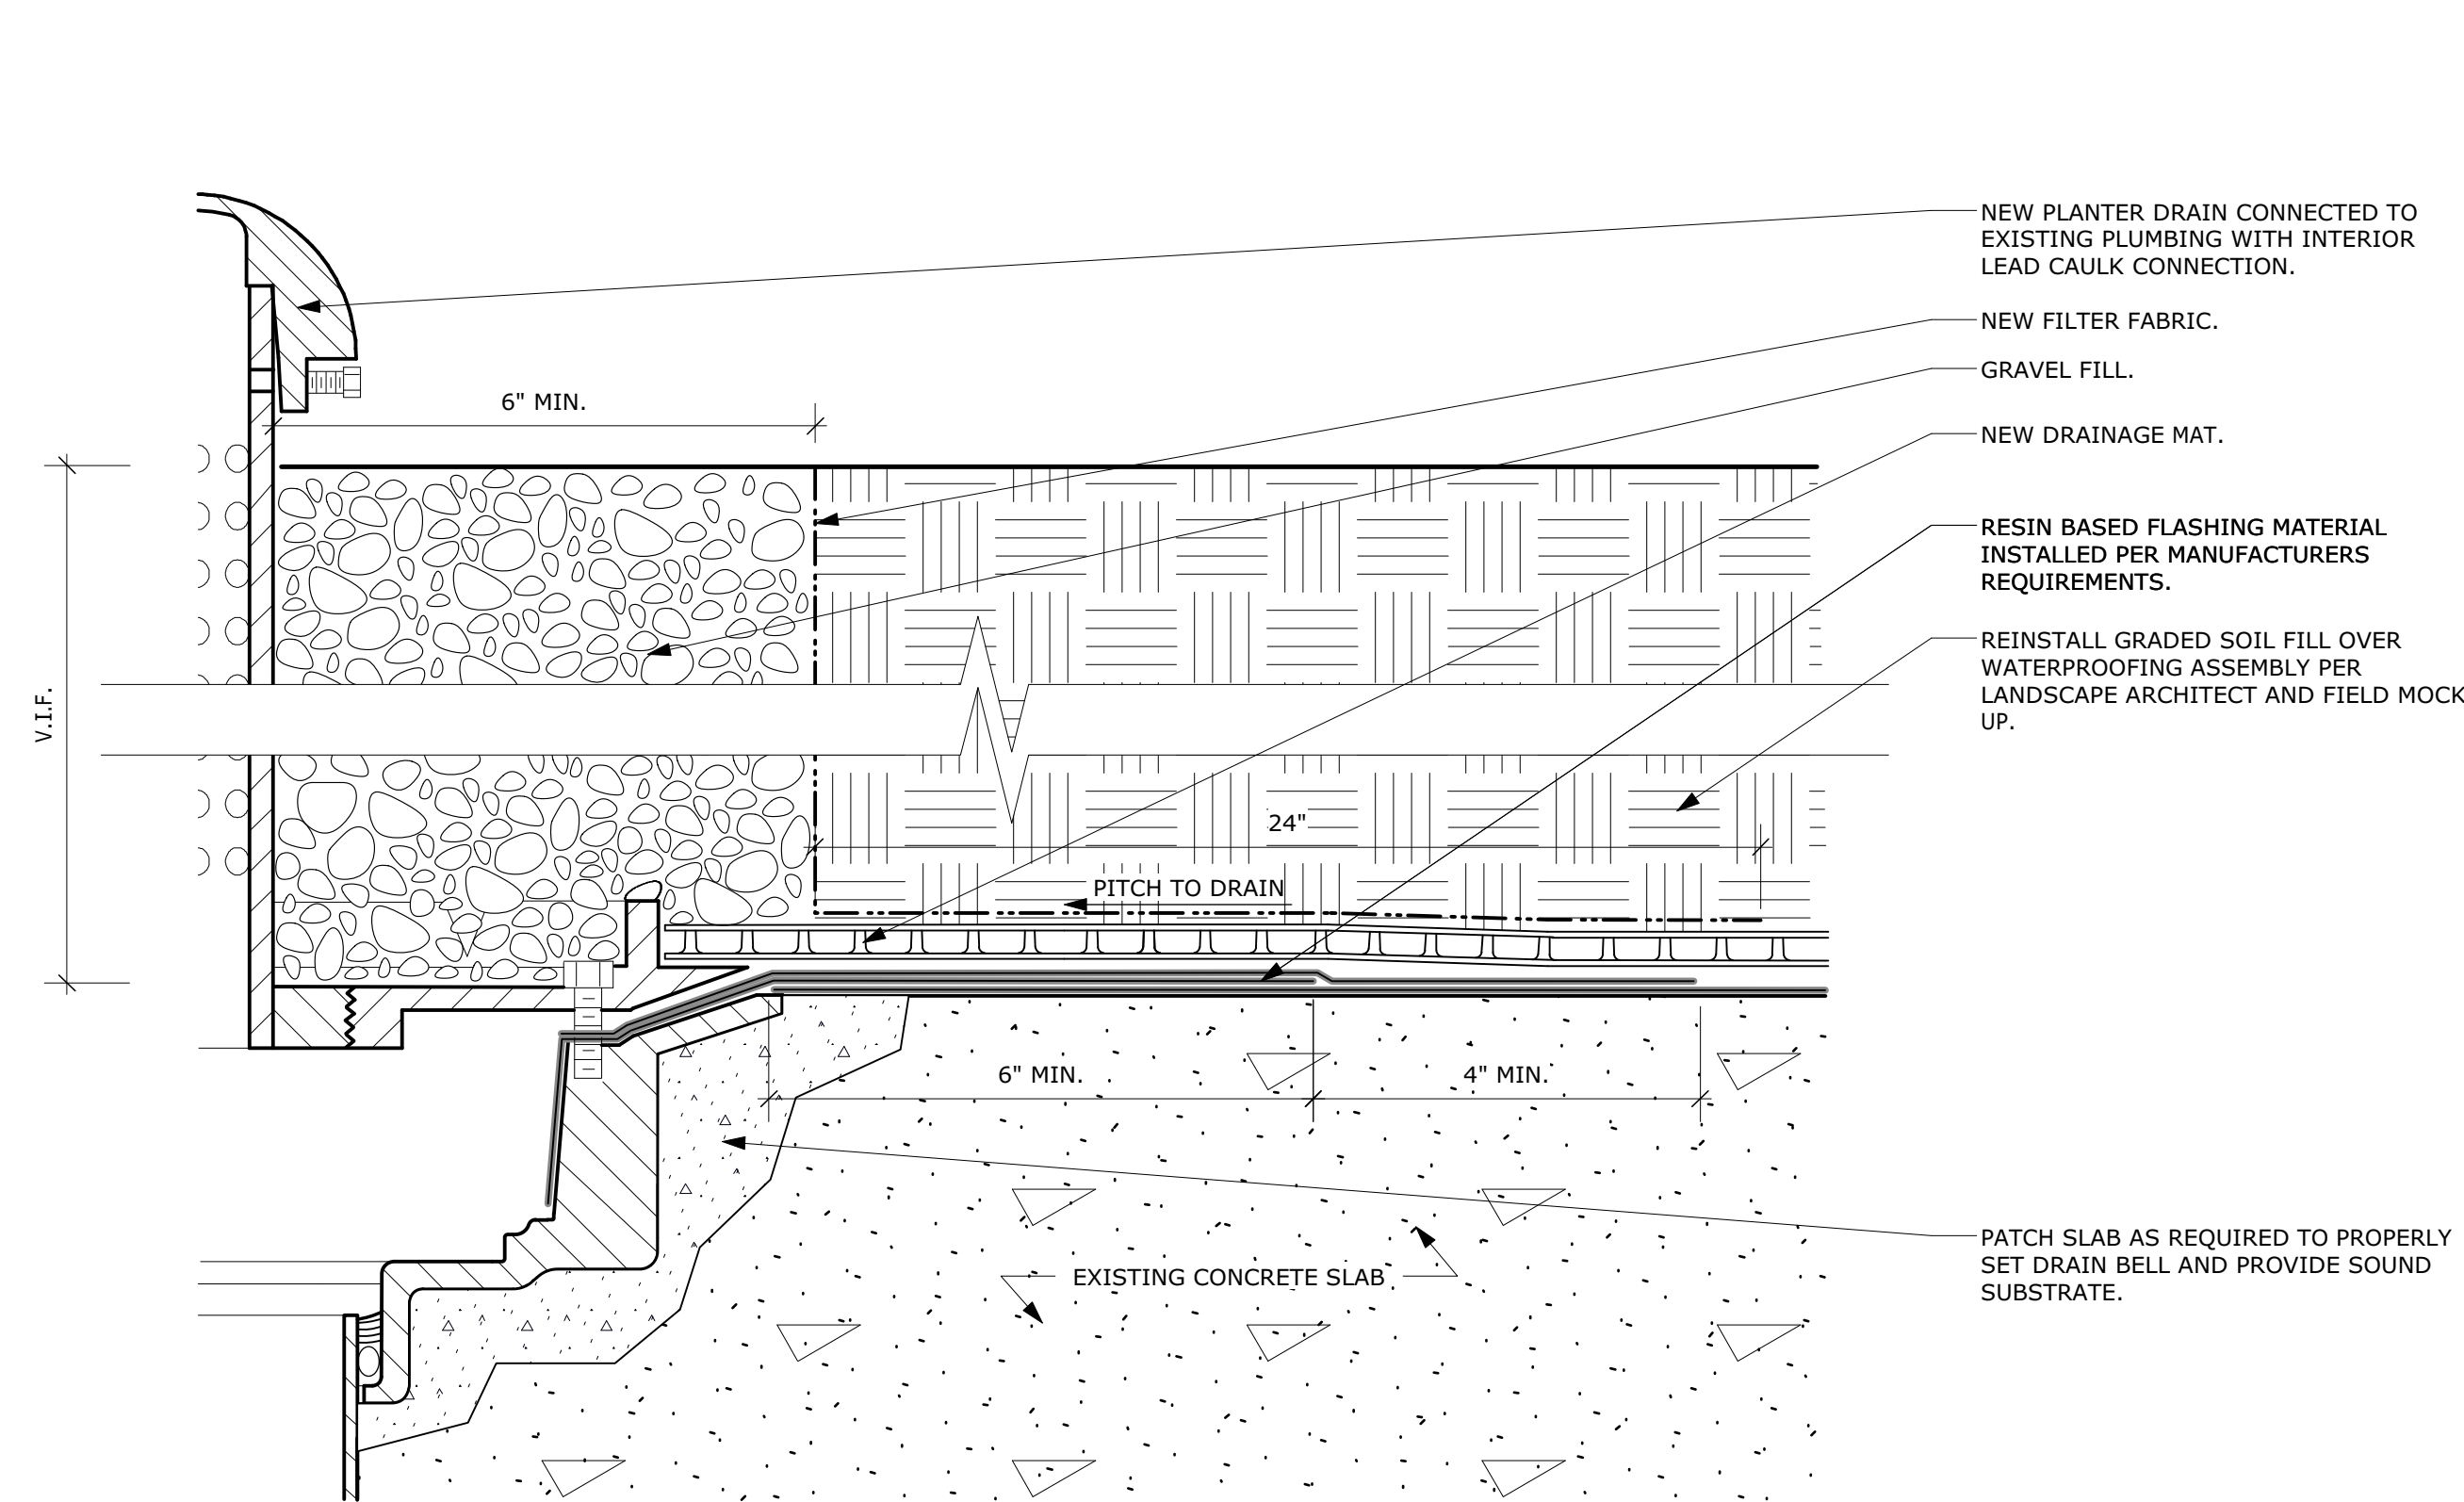 NEW PLANTER DRAIN CONNECTED TO
EXISTING PLUMBING WITH INTERIOR
LEAD CAULK CONNECTION.
NEW FILTER FABRIC.
GRAVEL FILL.
6" MIN.
NEW DRAINAGE MAT.
RESIN BASED FLASHING MATERIAL
INSTALLED PER MANUFACTURERS
REQUIREMENTS.
REINSTALL GRADED SOIL FILL OVER
WATERPROOFING ASSEMBLY PER
LANDSCAPE ARCHITECT AND FIELD MOCK
UP.
V.I.F.
24"
PITCH TO DRAIN
6" MIN.
4" MIN.
EXISTING CONCRETE SLAB
PATCH SLAB AS REQUIRED TO PROPERLY
SET DRAIN BELL AND PROVIDE SOUND
SUBSTRATE.